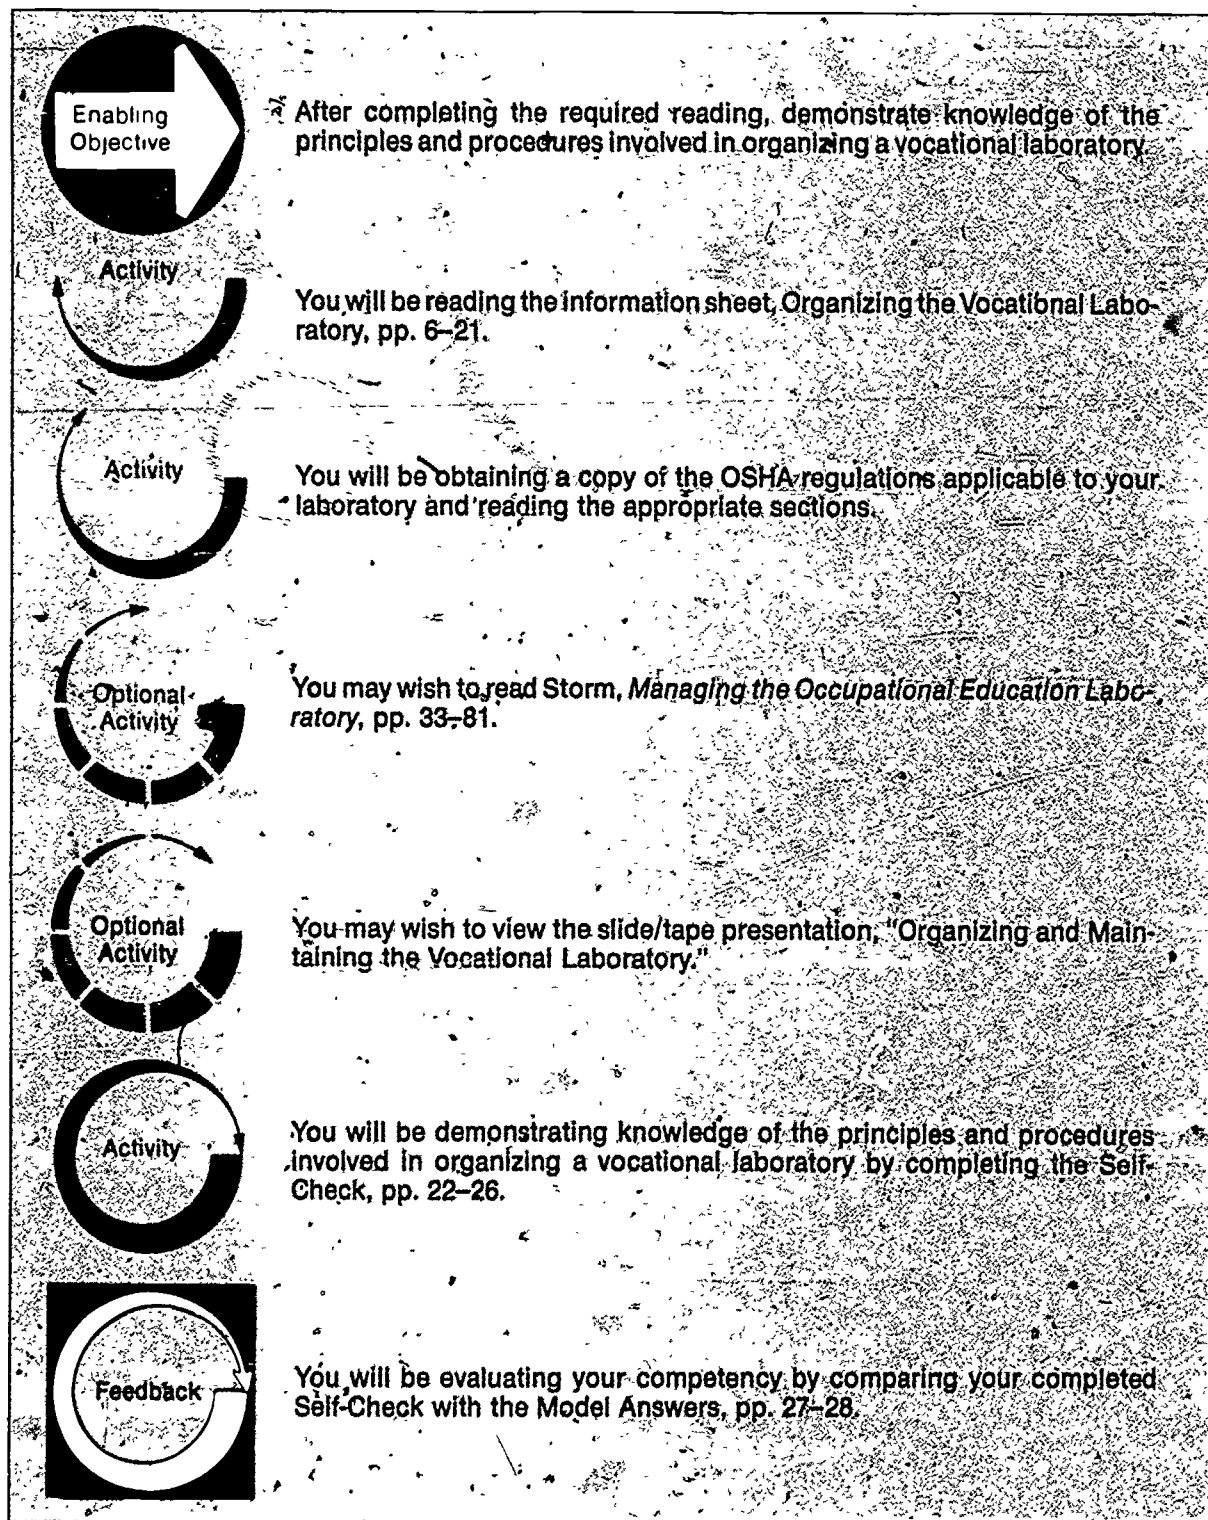 Enabling
Objective
After completing the required reading, demonstrate knowledge of the
principles and procedures involved in organizing a vocational laboratory.
Activity
You will be reading the information sheet, Organizing the Vocational Labo-
ratory, pp. 6–21.
Activity
You will be obtaining a copy of the OSHA regulations applicable to your
laboratory and reading the appropriate sections.
Optional
Activity
You may wish to read Storm, Managing the Occupational Education Labo-
ratory, pp. 33–81.
Optional
Activity
You may wish to view the slide/tape presentation, "Organizing and Main-
taining the Vocational Laboratory."
Activity
You will be demonstrating knowledge of the principles and procedures
involved in organizing a vocational laboratory by completing the Self-
Check, pp. 22–26.
Feedback
You will be evaluating your competency by comparing your completed
Self-Check with the Model Answers, pp. 27–28.